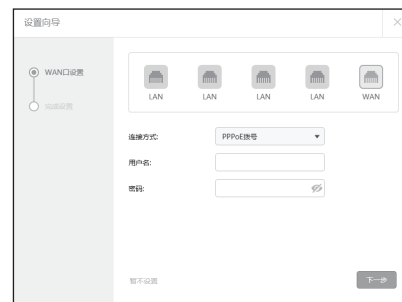 设置向导
WAN口设置
完成设置
LAN LAN LAN LAN WAN
连接方式: PPPoE拨号
用户名:
密码:
暂不设置 下一步